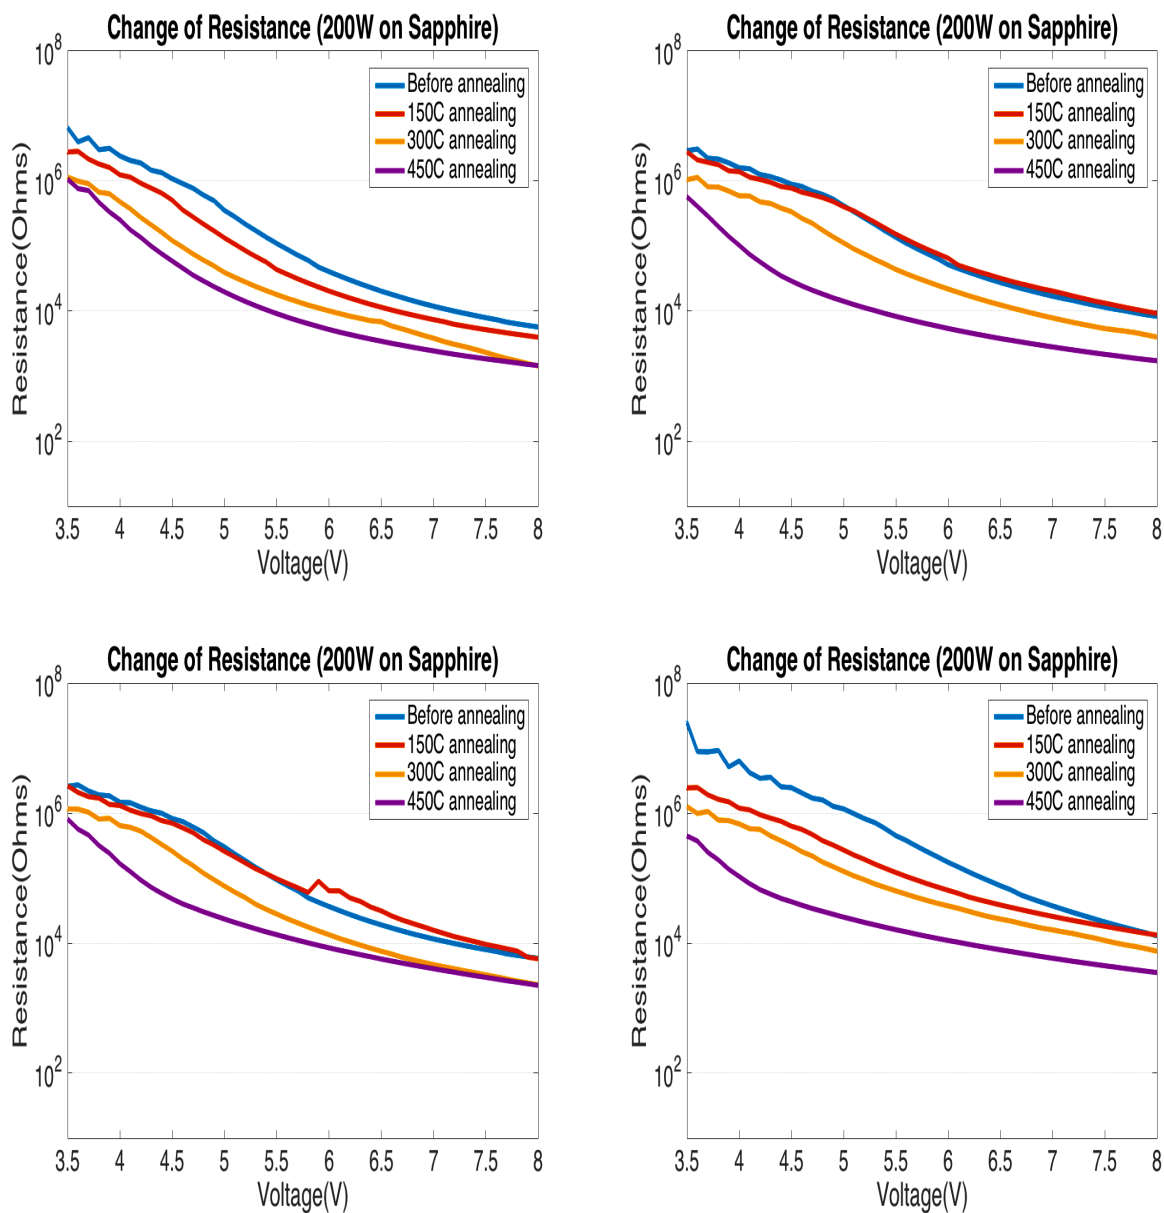 Change of Resistance (200W on Sapphire)
10^8
10^6
10^4
10^2
Resistance(Ohms)
Before annealing
150C annealing
300C annealing
450C annealing
3.5 4 4.5 5 5.5 6 6.5 7 7.5 8
Voltage(V)
Change of Resistance (200W on Sapphire)
10^8
10^6
10^4
10^2
Resistance(Ohms)
Before annealing
150C annealing
300C annealing
450C annealing
3.5 4 4.5 5 5.5 6 6.5 7 7.5 8
Voltage(V)
Change of Resistance (200W on Sapphire)
10^8
10^6
10^4
10^2
Resistance(Ohms)
Before annealing
150C annealing
300C annealing
450C annealing
3.5 4 4.5 5 5.5 6 6.5 7 7.5 8
Voltage(V)
Change of Resistance (200W on Sapphire)
10^8
10^6
10^4
10^2
Resistance(Ohms)
Before annealing
150C annealing
300C annealing
450C annealing
3.5 4 4.5 5 5.5 6 6.5 7 7.5 8
Voltage(V)